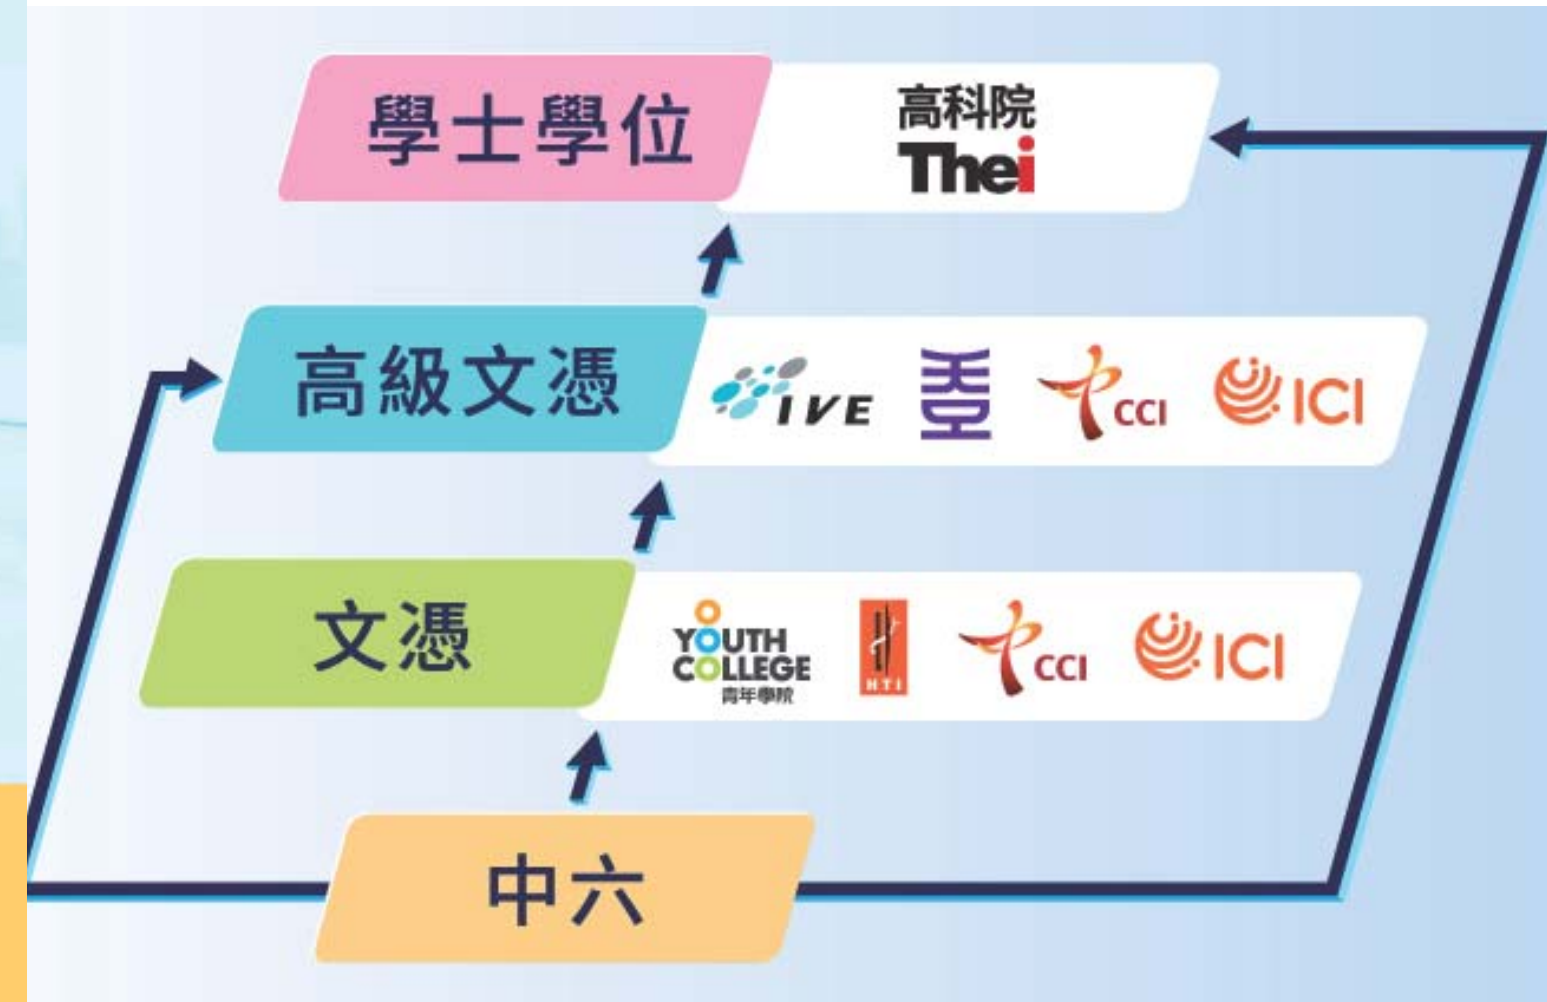 學士學位
高科院
Thei
高級文憑
IVE
CCI
ICI
文憑
YOUTH
COLLEGE
青年學院
HTI
CCI
ICI
中六